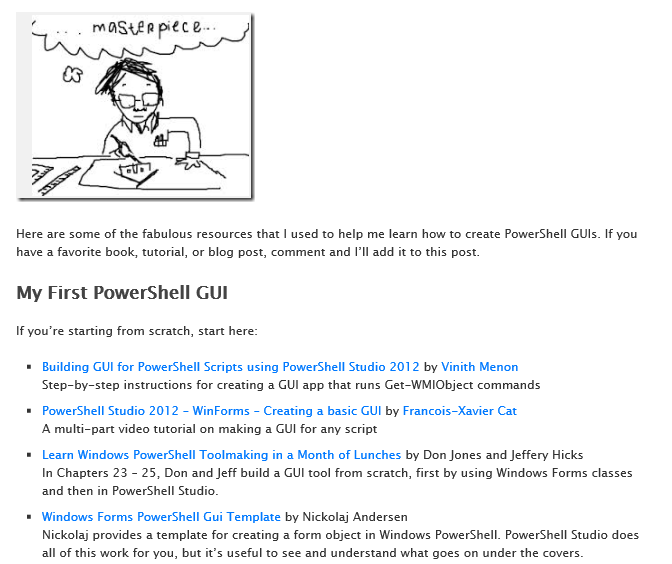 ... masterpiece...
Here are some of the fabulous resources that I used to help me learn how to create PowerShell GUIs. If you
have a favorite book, tutorial, or blog post, comment and I'll add it to this post.
My First PowerShell GUI
If you're starting from scratch, start here:
▪ Building GUI for PowerShell Scripts using PowerShell Studio 2012 by Vinith Menon
Step-by-step instructions for creating a GUI app that runs Get-WMIObject commands
▪ PowerShell Studio 2012 – WinForms – Creating a basic GUI by Francois-Xavier Cat
A multi-part video tutorial on making a GUI for any script
▪ Learn Windows PowerShell Toolmaking in a Month of Lunches by Don Jones and Jeffery Hicks
In Chapters 23 – 25, Don and Jeff build a GUI tool from scratch, first by using Windows Forms classes
and then in PowerShell Studio.
▪ Windows Forms PowerShell Gui Template by Nickolaj Andersen
Nickolaj provides a template for creating a form object in Windows PowerShell. PowerShell Studio does
all of this work for you, but it's useful to see and understand what goes on under the covers.